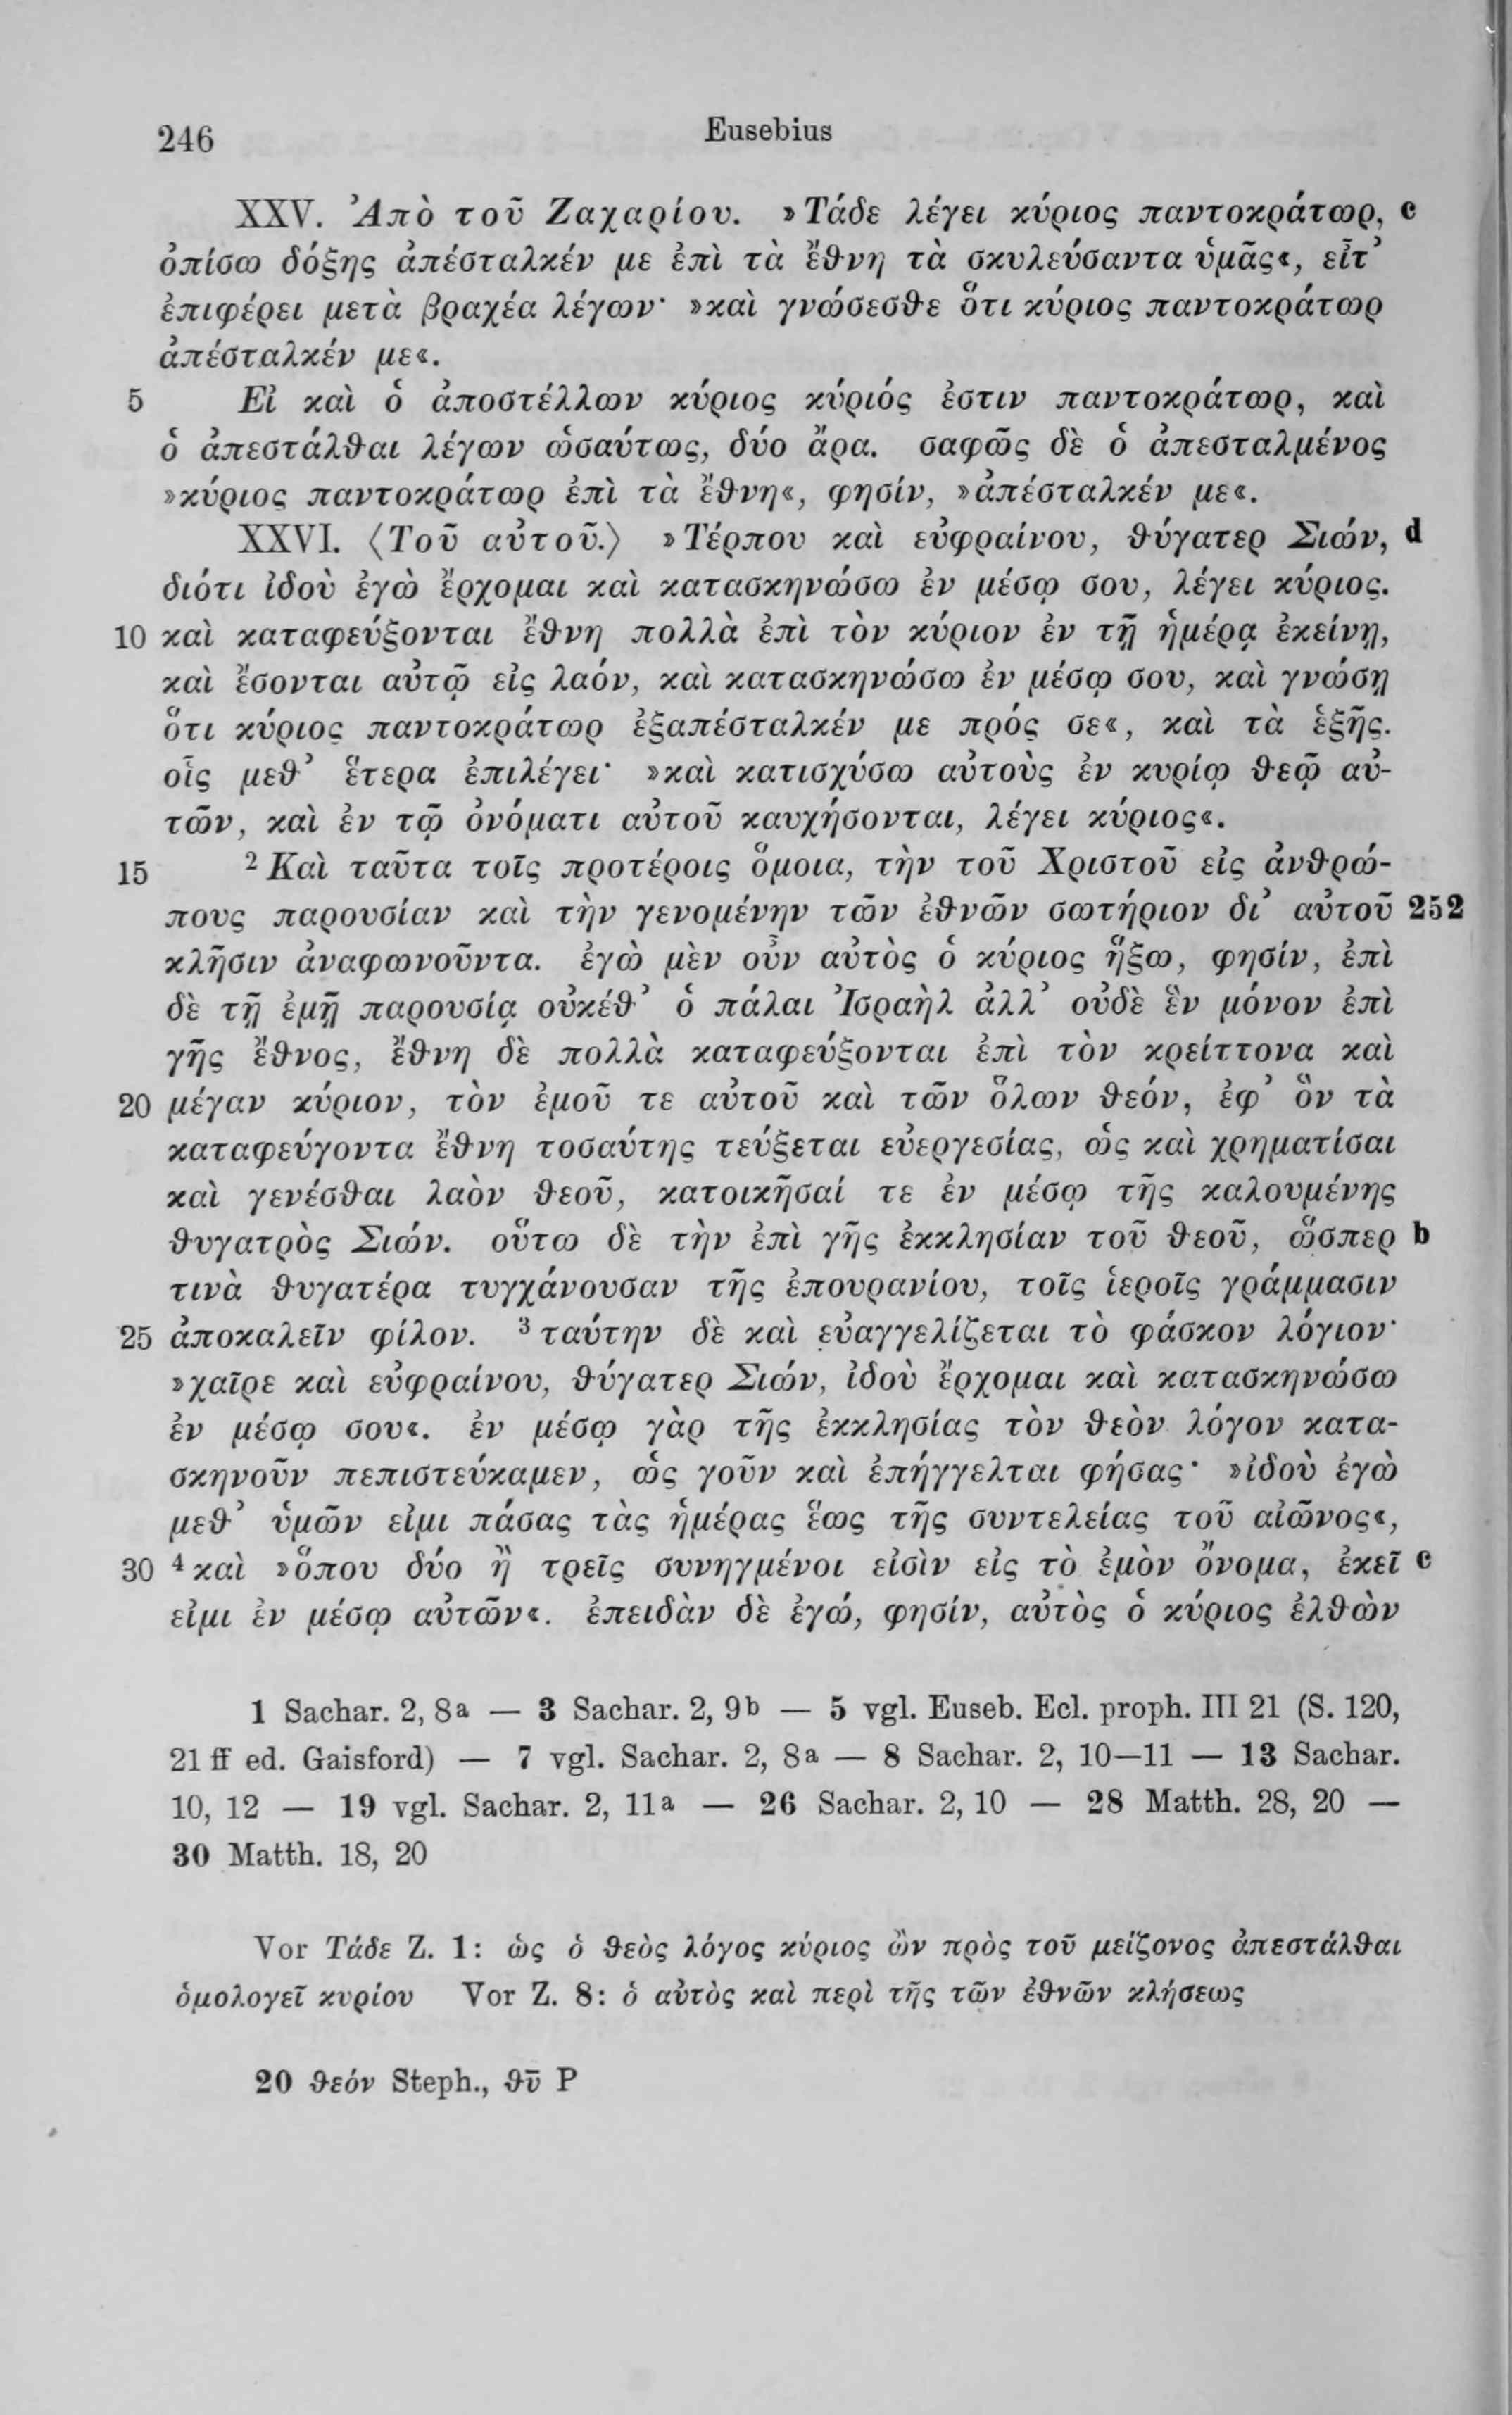 246
Eusebius
XXV. Ἀπὸ τοῦ Ζαχαρίου. »Τάδε λέγει κύριος παντοκράτωρ, c
ὀπίσω δόξης ἀπέσταλκέν με ἐπὶ τὰ ἔθνη τὰ σκυλεύσαντα ὑμᾶς«, εἶτ’
ἐπιφέρει μετὰ βραχέα λέγων· »καὶ γνώσεσθε ὅτι κύριος παντοκράτωρ
ἀπέσταλκέν με«.
5 Εἰ καὶ ὁ ἀποστέλλων κύριος κύριός ἐστιν παντοκράτωρ, καὶ
ὁ ἀπεστάλθαι λέγων ὡσαύτως, δύο ἄρα. σαφῶς δὲ ὁ ἀπεσταλμένος
»κύριος παντοκράτωρ ἐπὶ τὰ ἔθνη«, φησίν, »ἀπέσταλκέν με«.
XXVI. ⟨Τοῦ αὐτοῦ.⟩ »Τέρπου καὶ εὐφραίνου, θύγατερ Σιών, d
διότι ἰδοὺ ἐγὼ ἔρχομαι καὶ κατασκηνώσω ἐν μέσῳ σου, λέγει κύριος.
10 καὶ καταφεύξονται ἔθνη πολλὰ ἐπὶ τὸν κύριον ἐν τῇ ἡμέρᾳ ἐκείνῃ,
καὶ ἔσονται αὐτῷ εἰς λαόν, καὶ κατασκηνώσω ἐν μέσῳ σου, καὶ γνώσῃ
ὅτι κύριος παντοκράτωρ ἐξαπέσταλκέν με πρός σε«, καὶ τὰ ἑξῆς.
οἷς μεθ’ ἕτερα ἐπιλέγει· »καὶ κατισχύσω αὐτοὺς ἐν κυρίῳ θεῷ αὐ-
τῶν, καὶ ἐν τῷ ὀνόματι αὐτοῦ καυχήσονται, λέγει κύριος«.
15 ² Καὶ ταῦτα τοῖς προτέροις ὅμοια, τὴν τοῦ Χριστοῦ εἰς ἀνθρώ-
πους παρουσίαν καὶ τὴν γενομένην τῶν ἐθνῶν σωτήριον δι’ αὐτοῦ 252
κλῆσιν ἀναφωνοῦντα. ἐγὼ μὲν οὖν αὐτὸς ὁ κύριος ἥξω, φησίν, ἐπὶ
δὲ τῇ ἐμῇ παρουσίᾳ οὐκέθ’ ὁ πάλαι Ἰσραὴλ ἀλλ’ οὐδὲ ἓν μόνον ἐπὶ
γῆς ἔθνος, ἔθνη δὲ πολλὰ καταφεύξονται ἐπὶ τὸν κρείττονα καὶ
20 μέγαν κύριον, τὸν ἐμοῦ τε αὐτοῦ καὶ τῶν ὅλων θεόν, ἐφ’ ὃν τὰ
καταφεύγοντα ἔθνη τοσαύτης τεύξεται εὐεργεσίας, ὡς καὶ χρηματίσαι
καὶ γενέσθαι λαὸν θεοῦ, κατοικῆσαί τε ἐν μέσῳ τῆς καλουμένης
θυγατρὸς Σιών. οὕτω δὲ τὴν ἐπὶ γῆς ἐκκλησίαν τοῦ θεοῦ, ὥσπερ b
τινὰ θυγατέρα τυγχάνουσαν τῆς ἐπουρανίου, τοῖς ἱεροῖς γράμμασιν
25 ἀποκαλεῖν φίλον. ³ ταύτην δὲ καὶ εὐαγγελίζεται τὸ φάσκον λόγιον·
»χαῖρε καὶ εὐφραίνου, θύγατερ Σιών, ἰδοὺ ἔρχομαι καὶ κατασκηνώσω
ἐν μέσῳ σου«. ἐν μέσῳ γὰρ τῆς ἐκκλησίας τὸν θεὸν λόγον κατα-
σκηνοῦν πεπιστεύκαμεν, ὡς γοῦν καὶ ἐπήγγελται φήσας· »ἰδοὺ ἐγὼ
μεθ’ ὑμῶν εἰμι πάσας τὰς ἡμέρας ἕως τῆς συντελείας τοῦ αἰῶνος«,
30 ⁴ καὶ »ὅπου δύο ἢ τρεῖς συνηγμένοι εἰσὶν εἰς τὸ ἐμὸν ὄνομα, ἐκεῖ c
εἰμι ἐν μέσῳ αὐτῶν«. ἐπειδὰν δὲ ἐγώ, φησίν, αὐτὸς ὁ κύριος ἐλθὼν
1 Sachar. 2, 8a — 3 Sachar. 2, 9b — 5 vgl. Euseb. Ecl. proph. III 21 (S. 120,
21 ff ed. Gaisford) — 7 vgl. Sachar. 2, 8a — 8 Sachar. 2, 10—11 — 13 Sachar.
10, 12 — 19 vgl. Sachar. 2, 11a — 26 Sachar. 2, 10 — 28 Matth. 28, 20 —
30 Matth. 18, 20
Vor Τάδε Z. 1: ὡς ὁ θεὸς λόγος κύριος ὢν πρὸς τοῦ μείζονος ἀπεστάλθαι
ὁμολογεῖ κυρίου Vor Z. 8: ὁ αὐτὸς καὶ περὶ τῆς τῶν ἐθνῶν κλήσεως
20 θεόν Steph., θῦ P